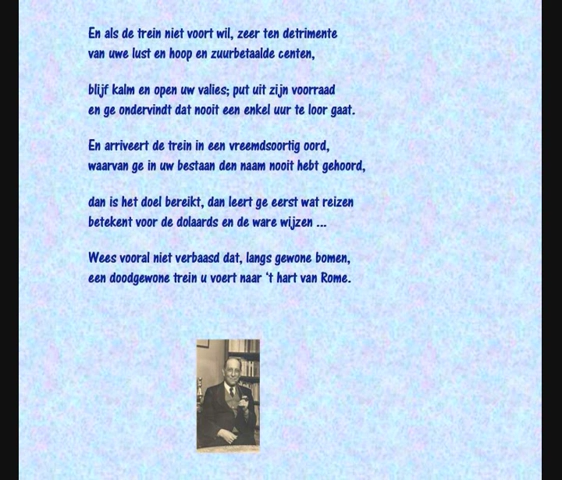 En als de trein niet voort wil, zeer ten detrimente
van uwe lust en hoop en zuurbetaalde centen,
blijf kalm en open uw valies; put uit zijn voorraad
en ge ondervindt dat nooit een enkel uur te loor gaat.
En arriveert de trein in een vreemdsoortig oord,
waarvan ge in uw bestaan den naam nooit hebt gehoord,
dan is het doel bereikt, dan leert ge eerst wat reizen
betekent voor de dolaards en de ware wijzen ...
Wees vooral niet verbaasd dat, langs gewone bomen,
een doodgewone trein u voert naar 't hart van Rome.